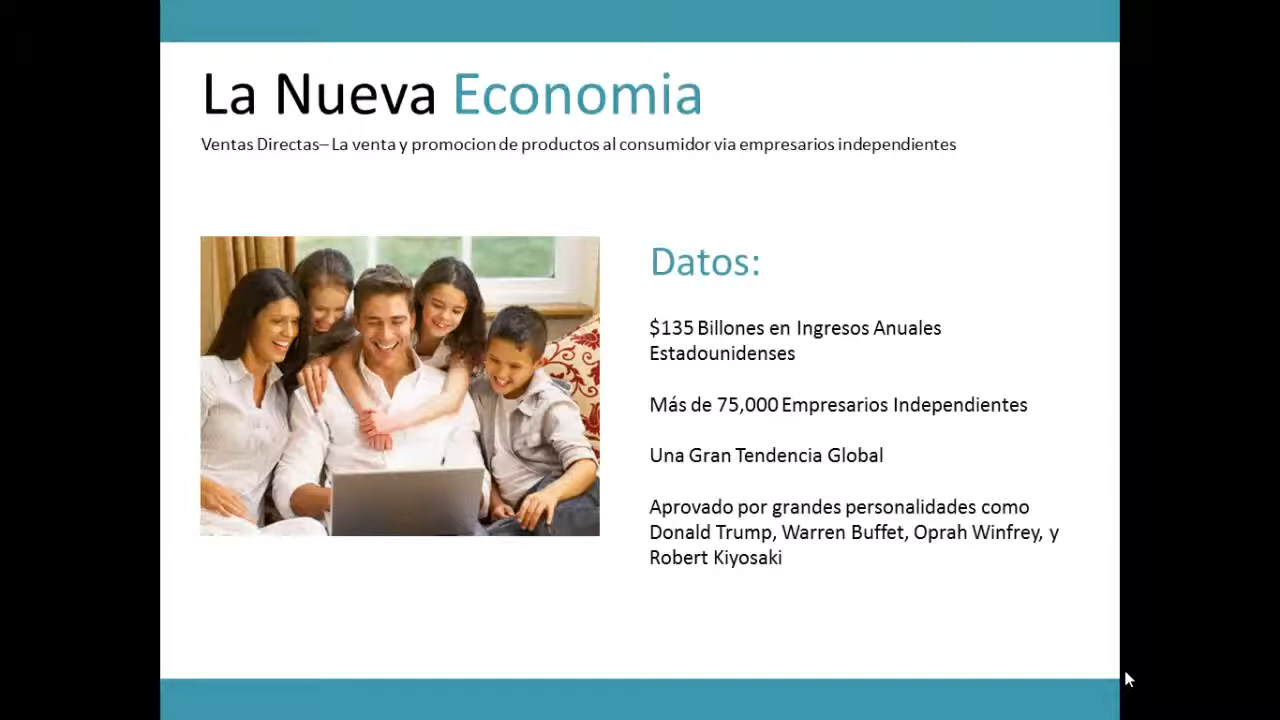 La Nueva Economia
Ventas Directas– La venta y promocion de productos al consumidor via empresarios independientes
Datos:
$135 Billones en Ingresos Anuales
Estadounidenses
Más de 75,000 Empresarios Independientes
Una Gran Tendencia Global
Aprovado por grandes personalidades como
Donald Trump, Warren Buffet, Oprah Winfrey, y
Robert Kiyosaki